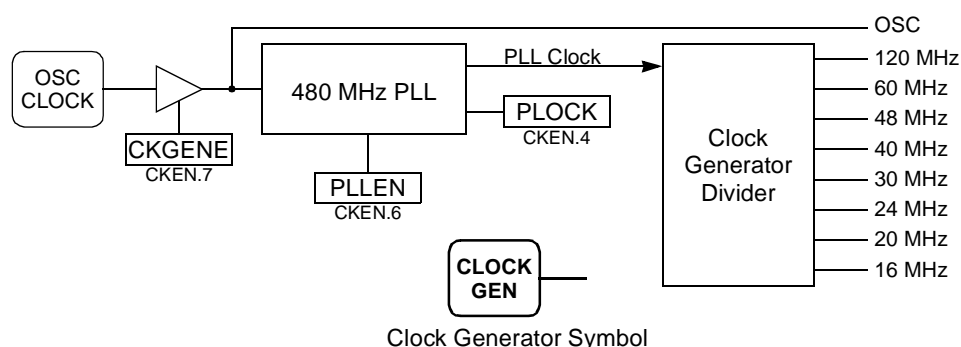 OSC
PLL Clock
120 MHz
OSC
CLOCK
480 MHz PLL
60 MHz
PLOCK
48 MHz
CKEN.4
Clock
Generator
Divider
CKGENE
40 MHz
CKEN.7
30 MHz
PLLEN
CKEN.6
24 MHz
20 MHz
16 MHz
CLOCK
GEN
Clock Generator Symbol